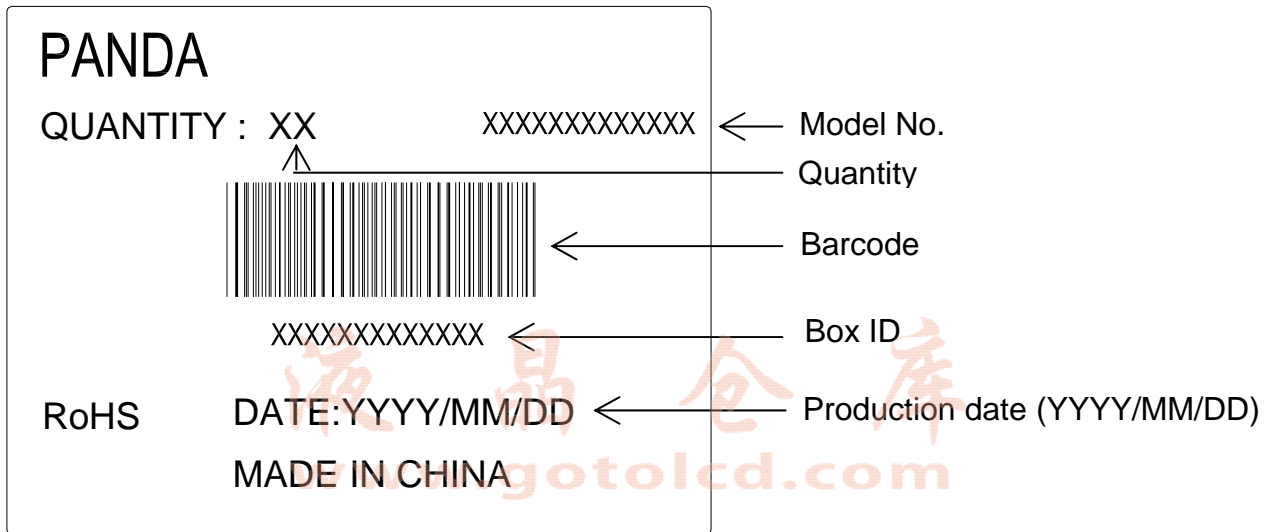 PANDA
QUANTITY : XX XXXXXXXXXXXXX Model No.
Quantity
Barcode
XXXXXXXXXXXXX Box ID
液晶仓库
RoHS DATE:YYYY/MM/DD Production date (YYYY/MM/DD)
MADE IN CHINA
www.gotolcd.com